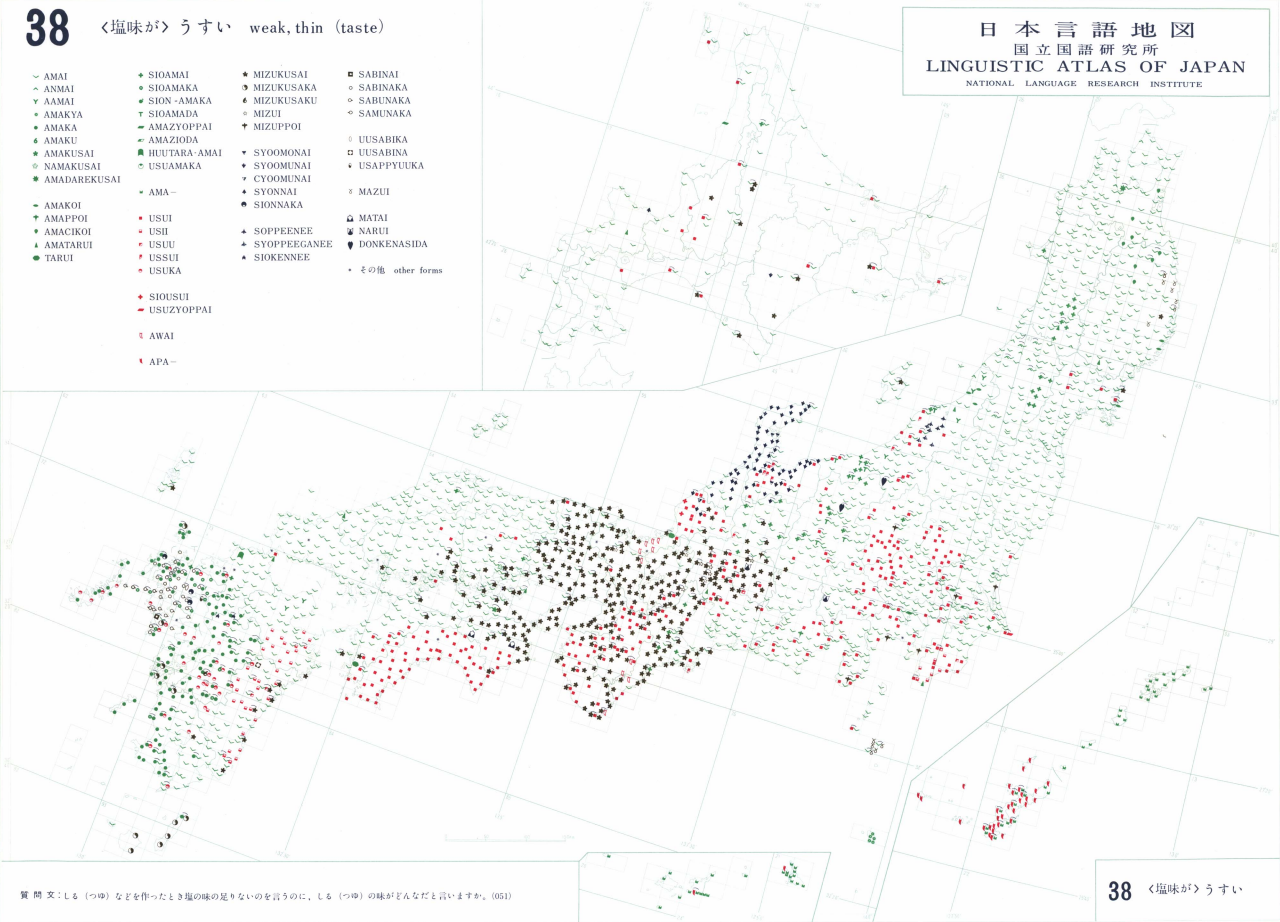 38 〈塩味が〉うすい weak, thin (taste)
日本言語地図
国立国語研究所
LINGUISTIC ATLAS OF JAPAN
NATIONAL LANGUAGE RESEARCH INSTITUTE
AMAI
ANMAI
AAMAI
AMAKYA
AMAKA
AMAKU
AMAKUSAI
NAMAKUSAI
AMADAREKUSAI
AMAKOI
AMAPPOI
AMACIKOI
AMATARUI
TARUI
SIOAMAI
SIOAMAKA
SION-AMAKA
SIOAMADA
AMAZYOPPAI
AMAZIODA
HUUTARA-AMAI
USUAMAKA
AMA－
USUI
USII
USUU
USSUI
USUKA
SIOUSUI
USUZYOPPAI
AWAI
APA－
MIZUKUSAI
MIZUKUSAKA
MIZUKUSAKU
MIZUI
MIZUPPOI
SYOOMONAI
SYOOMUNAI
CYOOMUNAI
SYONNAI
SIONNAKA
SOPPEENEE
SYOPPEEGANEE
SIOKENNEE
SABINAI
SABINAKA
SABUNAKA
SAMUNAKA
UUSABIKA
UUSABINA
USAPPYUUKA
MAZUI
MATAI
NARUI
DONKENASIDA
その他 other forms
質問文：しる（つゆ）などを作ったとき塩の味の足りないのを言うのに，しる（つゆ）の味がどんなだと言いますか。(051)
38 〈塩味が〉うすい